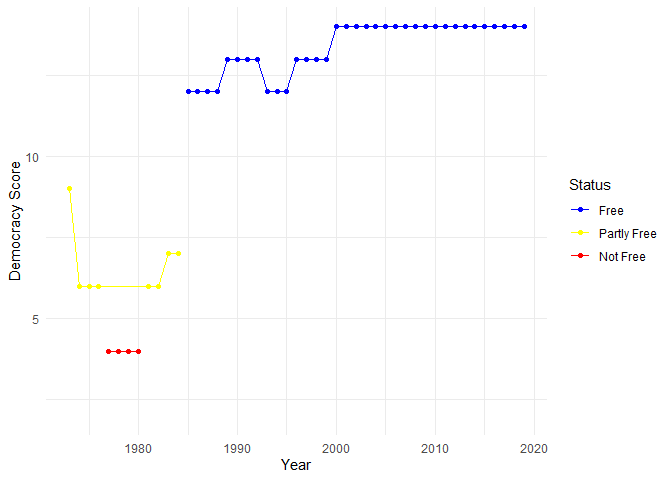 10
5
Democracy Score
1980
1990
2000
2010
2020
Year
Status
Free
Partly Free
Not Free